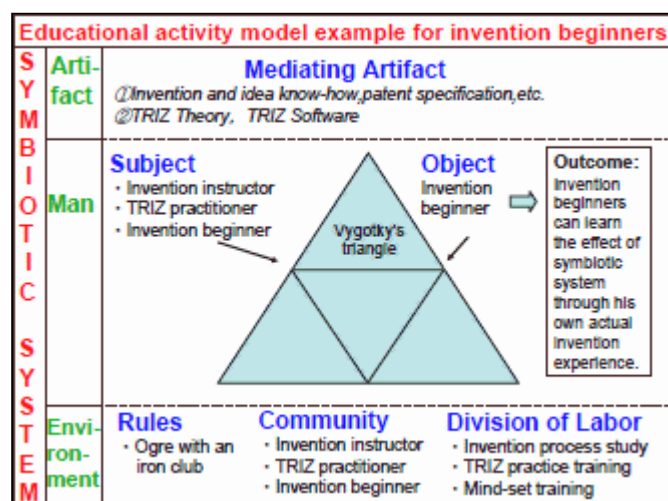 Educational activity model example for invention beginners
SYMBIOTIC SYSTEM
Arti-
fact
Mediating Artifact
①Invention and idea know-how,patent specification,etc.
②TRIZ Theory, TRIZ Software
Man
Subject
・Invention instructor
・TRIZ practitioner
・Invention beginner
Vygotky's
triangle
Object
Invention
beginner
Outcome:
Invention
beginners
can learn
the effect of
symbiotic
system
through his
own actual
invention
experience.
Envi-
ron-
ment
Rules
・Ogre with an
iron club
Community
・Invention instructor
・TRIZ practitioner
・Invention beginner
Division of Labor
・Invention process study
・TRIZ practice training
・Mind-set training